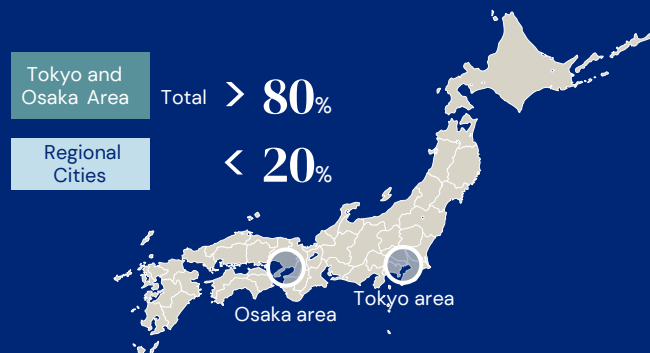 Tokyo and
Osaka Area
Total > 80%
Regional
Cities
< 20%
Osaka area
Tokyo area